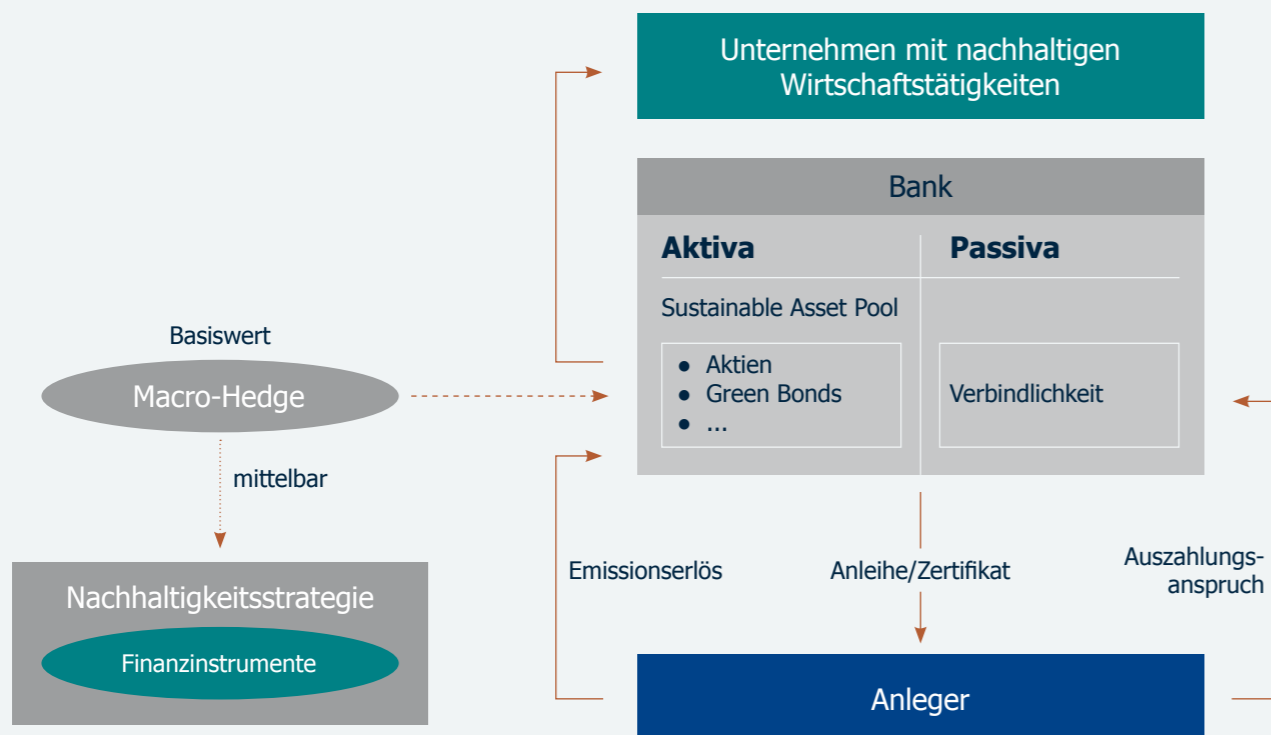 Unternehmen mit nachhaltigen
Wirtschaftstätigkeiten
Bank
Aktiva
Passiva
Sustainable Asset Pool
● Aktien
● Green Bonds
● ...
Verbindlichkeit
Basiswert
Macro-Hedge
mittelbar
Nachhaltigkeitsstrategie
Finanzinstrumente
Emissionserlös
Anleihe/Zertifikat
Auszahlungs-
anspruch
Anleger